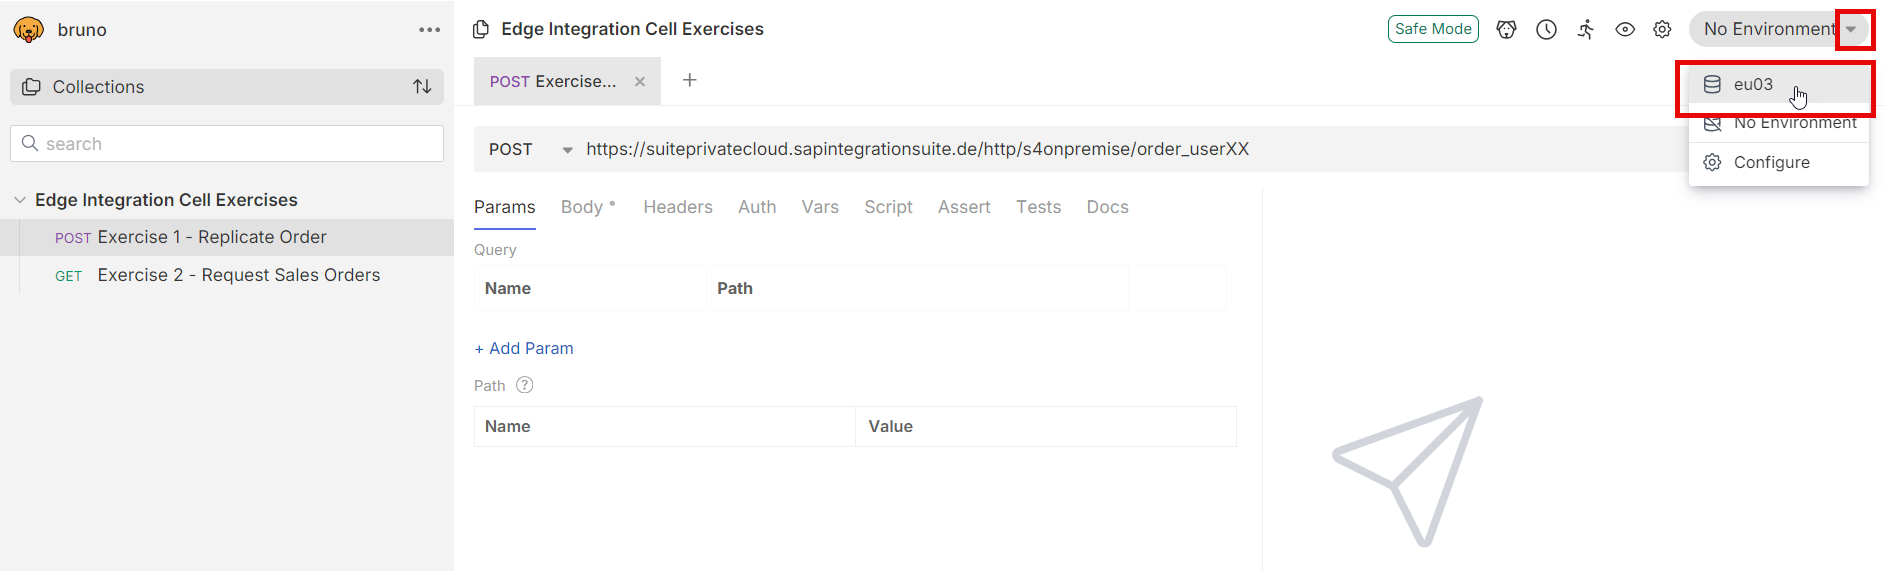 bruno
Collections
search
Edge Integration Cell Exercises
POST Exercise 1 - Replicate Order
GET Exercise 2 - Request Sales Orders
Edge Integration Cell Exercises
Safe Mode
No Environment
POST Exercise...
eu03
No Environment
Configure
POST https://suiteprivatecloud.sapintegrationsuite.de/http/s4onpremise/order_userXX
Params Body Headers Auth Vars Script Assert Tests Docs
Query
Name Path
+ Add Param
Path ?
Name Value